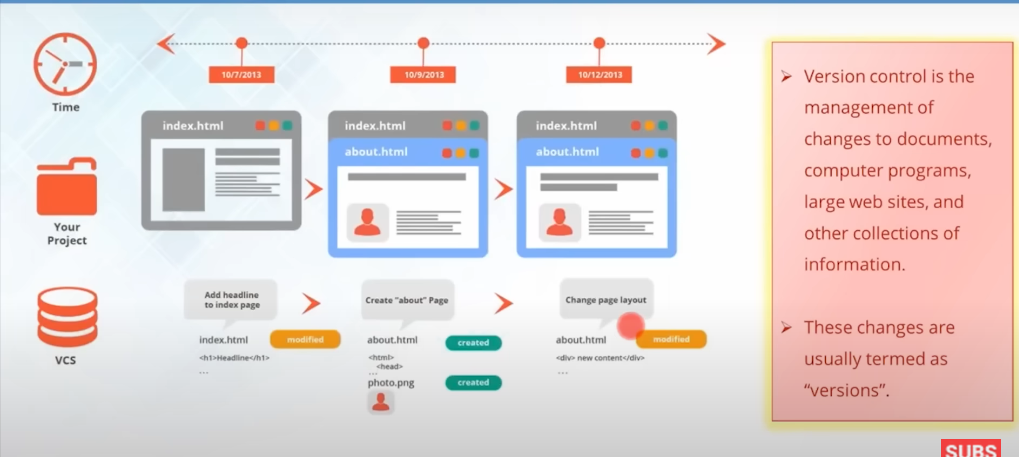 Time
10/7/2013
10/9/2013
10/12/2013
Your
Project
index.html
index.html
about.html
index.html
about.html
VCS
Add headline
to index page
index.html
modified
<h1>Headline</h1>
...
Create "about" Page
about.html
created
<html>
<head>
...
photo.png
created
Change page layout
about.html
modified
<div> new content</div>
...
➤ Version control is the
management of
changes to documents,
computer programs,
large web sites, and
other collections of
information.
➤ These changes are
usually termed as
“versions”.
SUBS